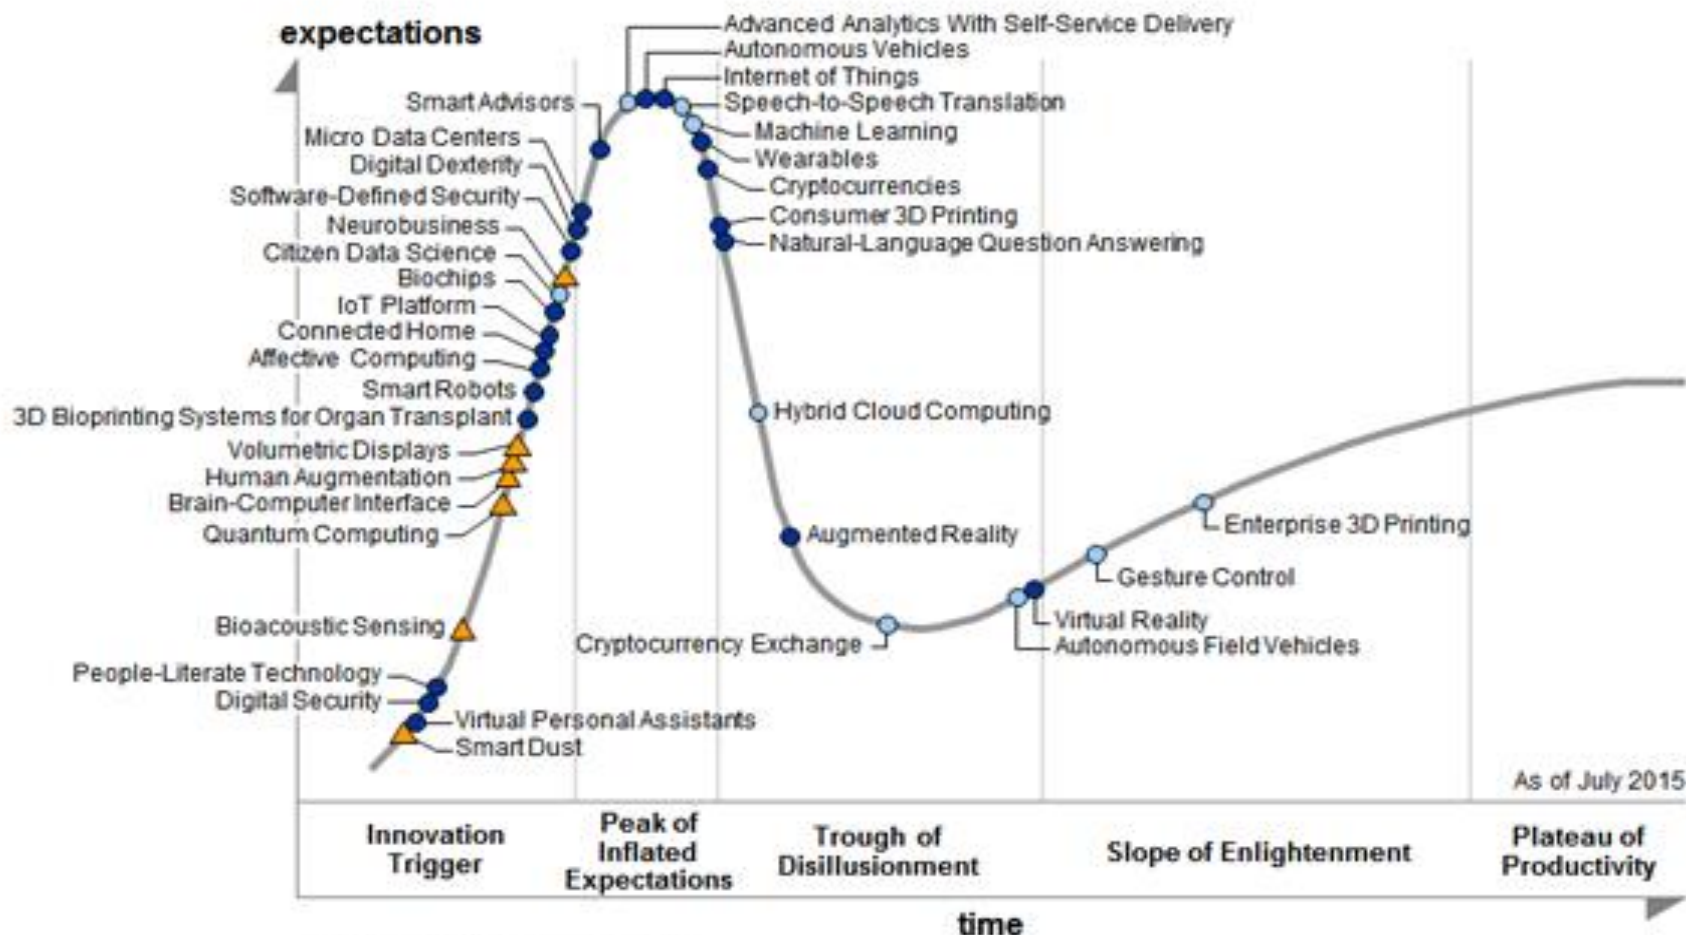 expectations
Advanced Analytics With Self-Service Delivery
Autonomous Vehicles
Internet of Things
Smart Advisors
Speech-to-Speech Translation
Micro Data Centers
Machine Learning
Digital Dexterity
Wearables
Software-Defined Security
Cryptocurrencies
Neurobusiness
Consumer 3D Printing
Citizen Data Science
Natural-Language Question Answering
Biochips
IoT Platform
Connected Home
Affective Computing
Smart Robots
3D Bioprinting Systems for Organ Transplant
Hybrid Cloud Computing
Volumetric Displays
Human Augmentation
Brain-Computer Interface
Quantum Computing
Augmented Reality
Enterprise 3D Printing
Gesture Control
Bioacoustic Sensing
Virtual Reality
Cryptocurrency Exchange
Autonomous Field Vehicles
People-Literate Technology
Digital Security
Virtual Personal Assistants
Smart Dust
As of July 2015
Innovation
Trigger
Peak of
Inflated
Expectations
Trough of
Disillusionment
Slope of Enlightenment
Plateau of
Productivity
time